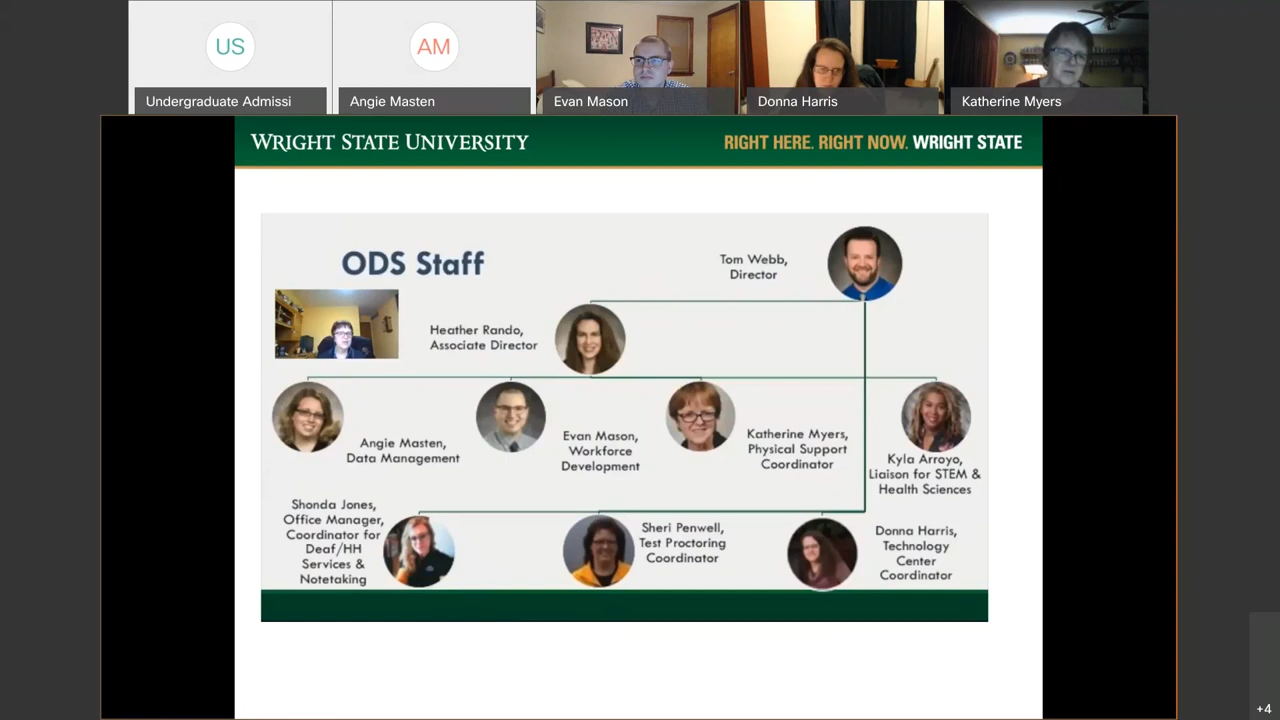 US
AM
Undergraduate Admissi
Angie Masten
Evan Mason
Donna Harris
Katherine Myers
WRIGHT STATE UNIVERSITY
RIGHT HERE. RIGHT NOW. WRIGHT STATE
ODS Staff
Tom Webb,
Director
Heather Rando,
Associate Director
Angie Masten,
Data Management
Evan Mason,
Workforce
Development
Katherine Myers,
Physical Support
Coordinator
Kyla Arroyo,
Liaison for STEM &
Health Sciences
Shonda Jones,
Office Manager,
Coordinator for
Deaf/HH
Services &
Notetaking
Sheri Penwell,
Test Proctoring
Coordinator
Donna Harris,
Technology
Center
Coordinator
+4